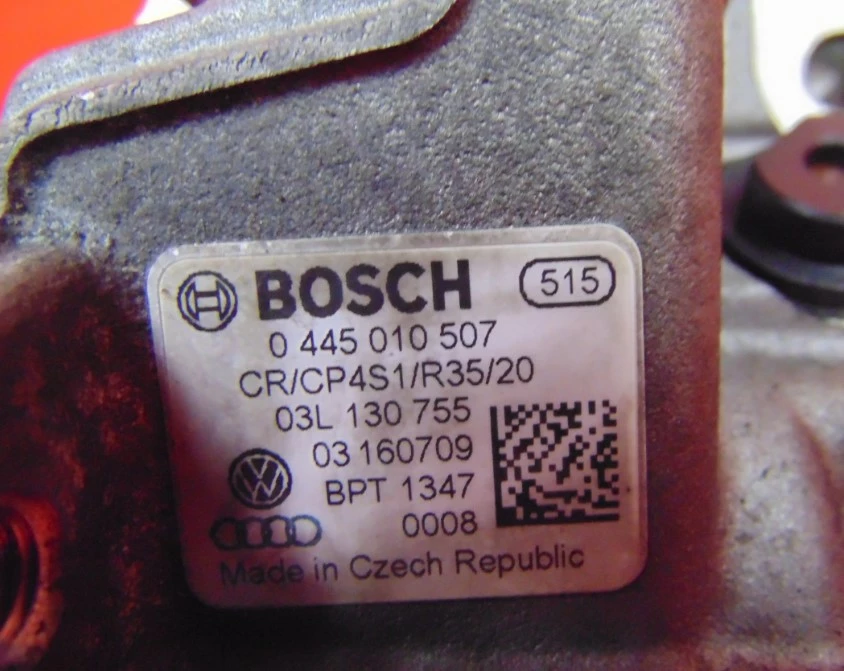 BOSCH 515
0 445 010 507
CR/CP4S1/R35/20
03L 130 755
03 160709
BPT 1347
0008
Made in Czech Republic